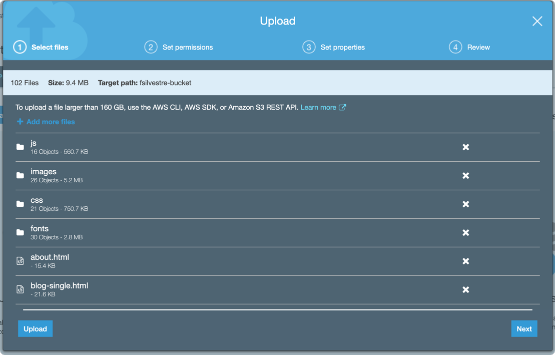 Upload
1 Select files 2 Set permissions 3 Set properties 4 Review
102 Files Size: 9.4 MB Target path: fsilvestre-bucket
To upload a file larger than 160 GB, use the AWS CLI, AWS SDK, or Amazon S3 REST API. Learn more
+ Add more files
js
16 Objects - 560.7 KB
images
26 Objects - 5.2 MB
css
21 Objects - 750.7 KB
fonts
30 Objects - 2.8 MB
about.html
- 15.4 KB
blog-single.html
- 21.6 KB
Upload Next